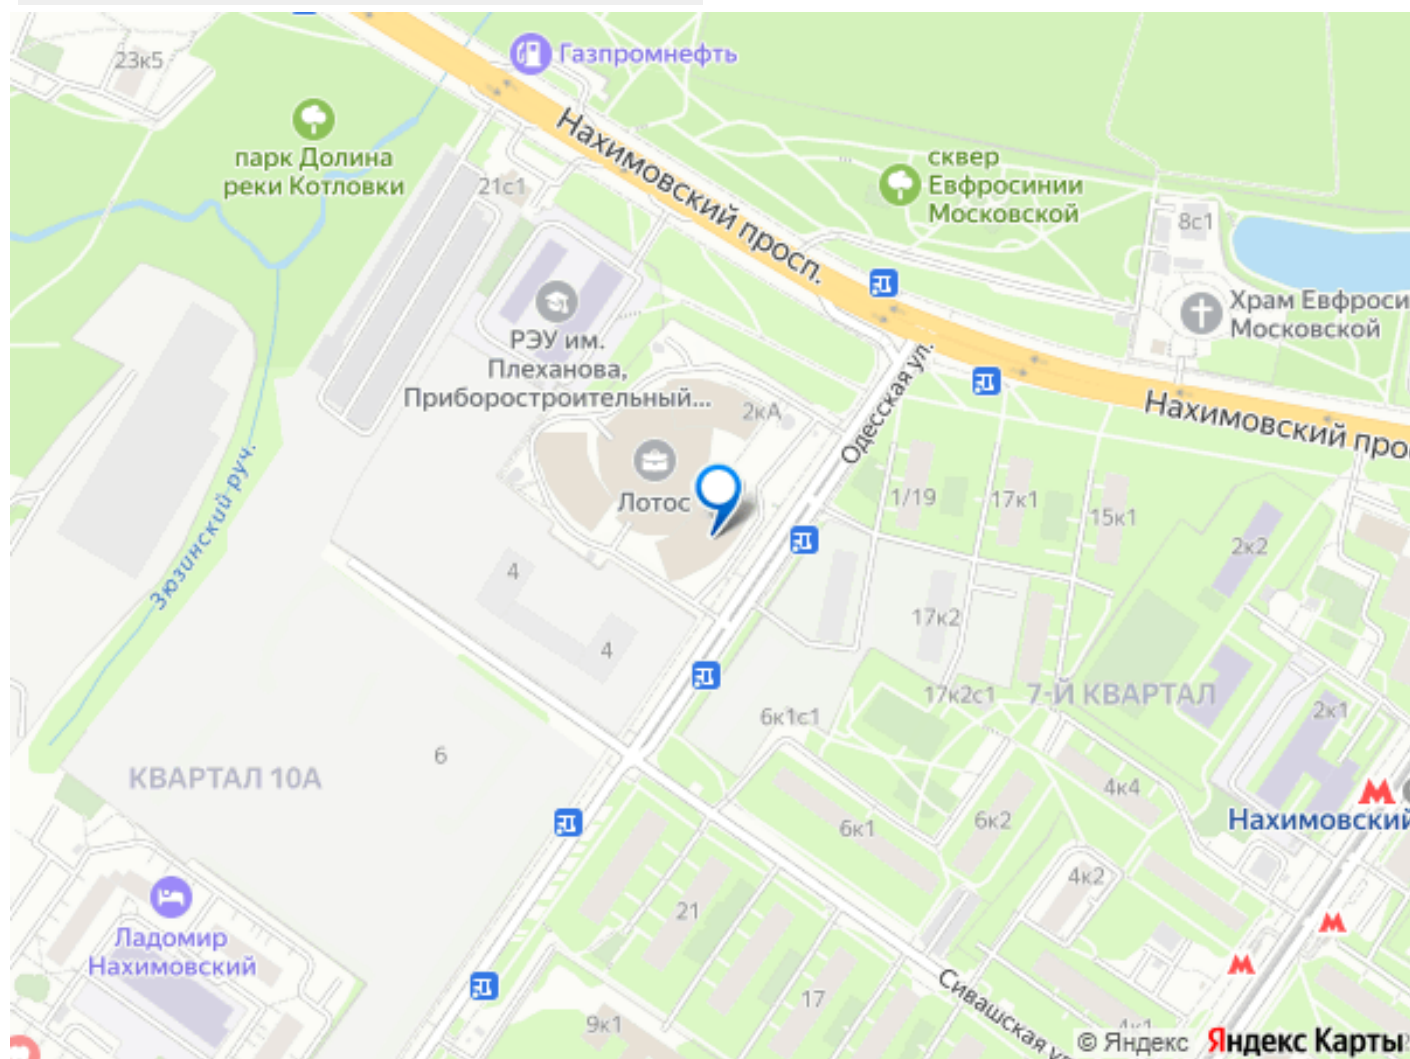 23к5
Газпромнефть
парк Долина
реки Котловки
21с1
Нахимовский просп.
сквер
Евфросинии
Московской
8с1
Храм Евфроси
Московской
РЭУ им.
Плеханова,
Приборостроительный...
2кА
Одесская ул.
Нахимовский прос
Лотос
1/19
17к1
15к1
2к2
Зюзинский руч.
4
4
17к2
17к2с1
7-Й КВАРТАЛ
6к1с1
2к1
6
КВАРТАЛ 10А
4к4
Нахимовский
6к1
6к2
4к2
21
Ладомир
Нахимовский
17
Сивашская ул.
9к1
4к1
© Яндекс Яндекс Карты